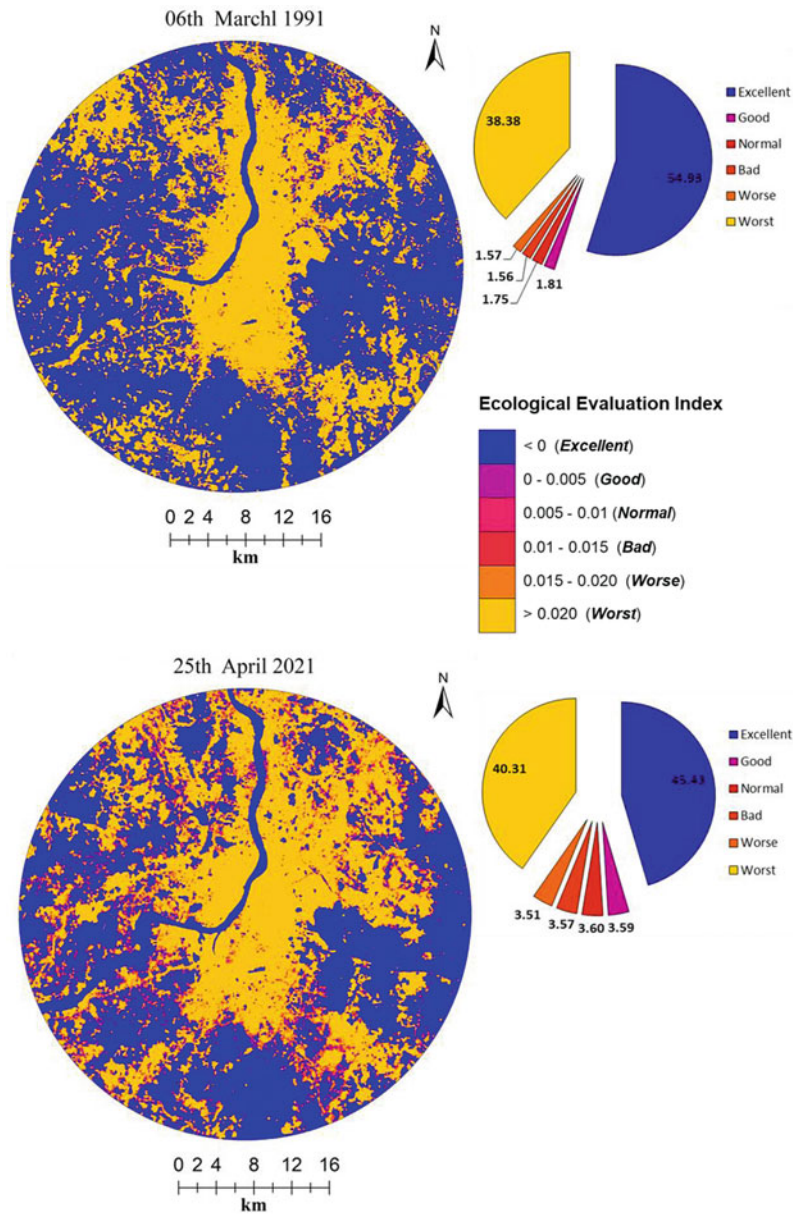 06th Marchl 1991
N
38.38
54.93
1.57
1.56
1.75
1.81
Excellent
Good
Normal
Bad
Worse
Worst
0 2 4 8 12 16
km
Ecological Evaluation Index
< 0 (Excellent)
0 - 0.005 (Good)
0.005 - 0.01 (Normal)
0.01 - 0.015 (Bad)
0.015 - 0.020 (Worse)
> 0.020 (Worst)
25th April 2021
N
40.31
45.43
3.51
3.57
3.60
3.59
Excellent
Good
Normal
Bad
Worse
Worst
0 2 4 8 12 16
km